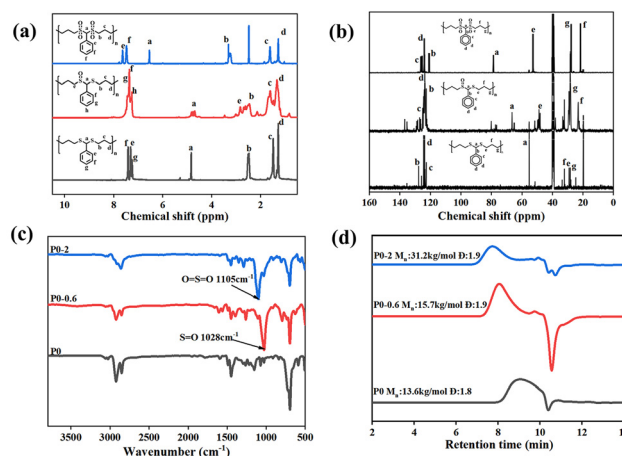 (a)
a
e
f
b
c
d
f
g
h
a
e
b
c
d
f
e
g
a
b
c
d
10
8
6
4
2
Chemical shift (ppm)
(b)
d
c
b
a
e
g
f
d
c
b
a
e
g
f
d
b
c
a
f
e
g
160
140
120
100
80
60
40
20
0
Chemical shift (ppm)
(c)
P0-2
O=S=O 1105cm⁻¹
P0-0.6
S=O 1028cm⁻¹
P0
3500 3000 2500 2000 1500 1000 500
Wavenumber (cm⁻¹)
(d)
P0-2 Mₙ:31.2kg/mol Đ:1.9
P0-0.6 Mₙ:15.7kg/mol Đ:1.9
P0 Mₙ:13.6kg/mol Đ:1.8
2 4 6 8 10 12
Retention time (min)